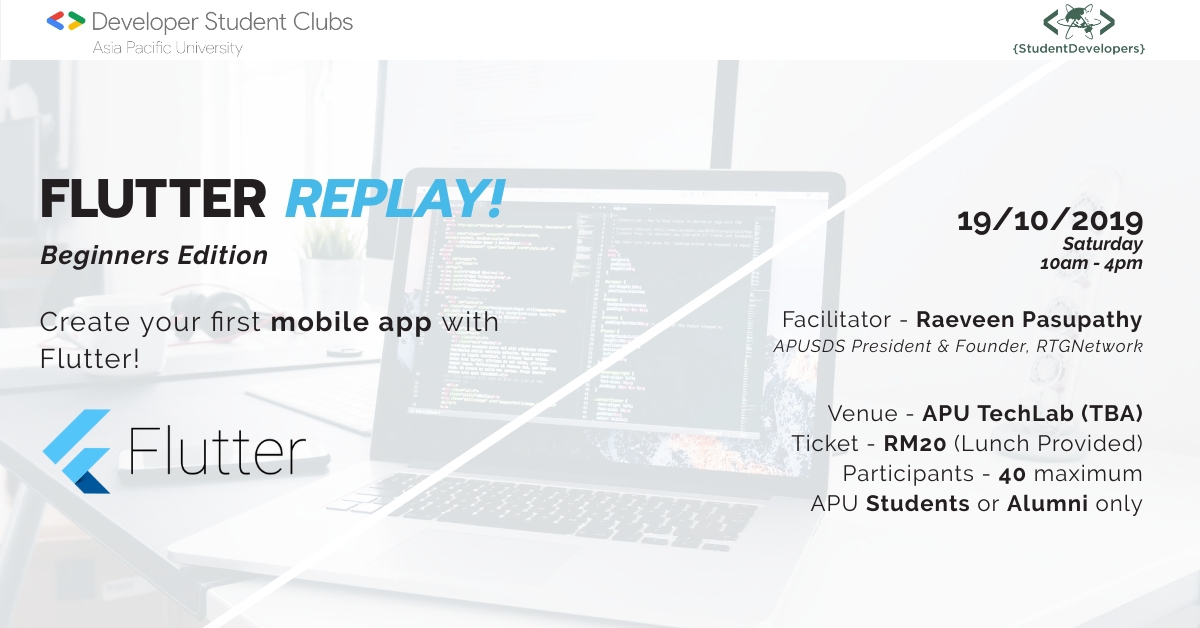 Developer Student Clubs
Asia Pacific University
{StudentDevelopers}
FLUTTER REPLAY!
Beginners Edition
Create your first mobile app with
Flutter!
Flutter
19/10/2019
Saturday
10am - 4pm
Facilitator - Raeveen Pasupathy
APUSDS President & Founder, RTGNetwork
Venue - APU TechLab (TBA)
Ticket - RM20 (Lunch Provided)
Participants - 40 maximum
APU Students or Alumni only